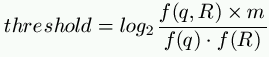 threshold = log₂ f(q, R) × m / f(q) · f(R)